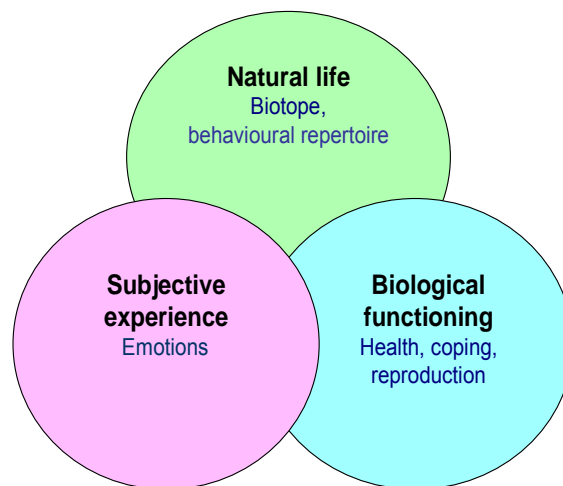 Natural life
Biotope,
behavioural repertoire
Subjective
experience
Emotions
Biological
functioning
Health, coping,
reproduction